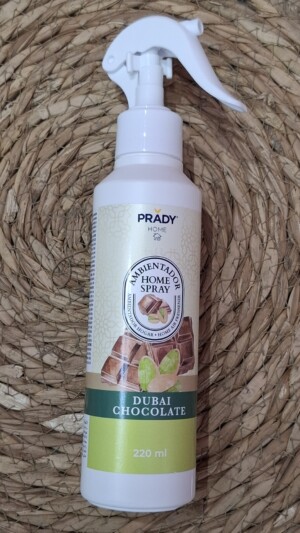 PRADY
HOME
AMBIENTADOR
HOME
SPRAY
DUBAI
CHOCOLATE
220 ml